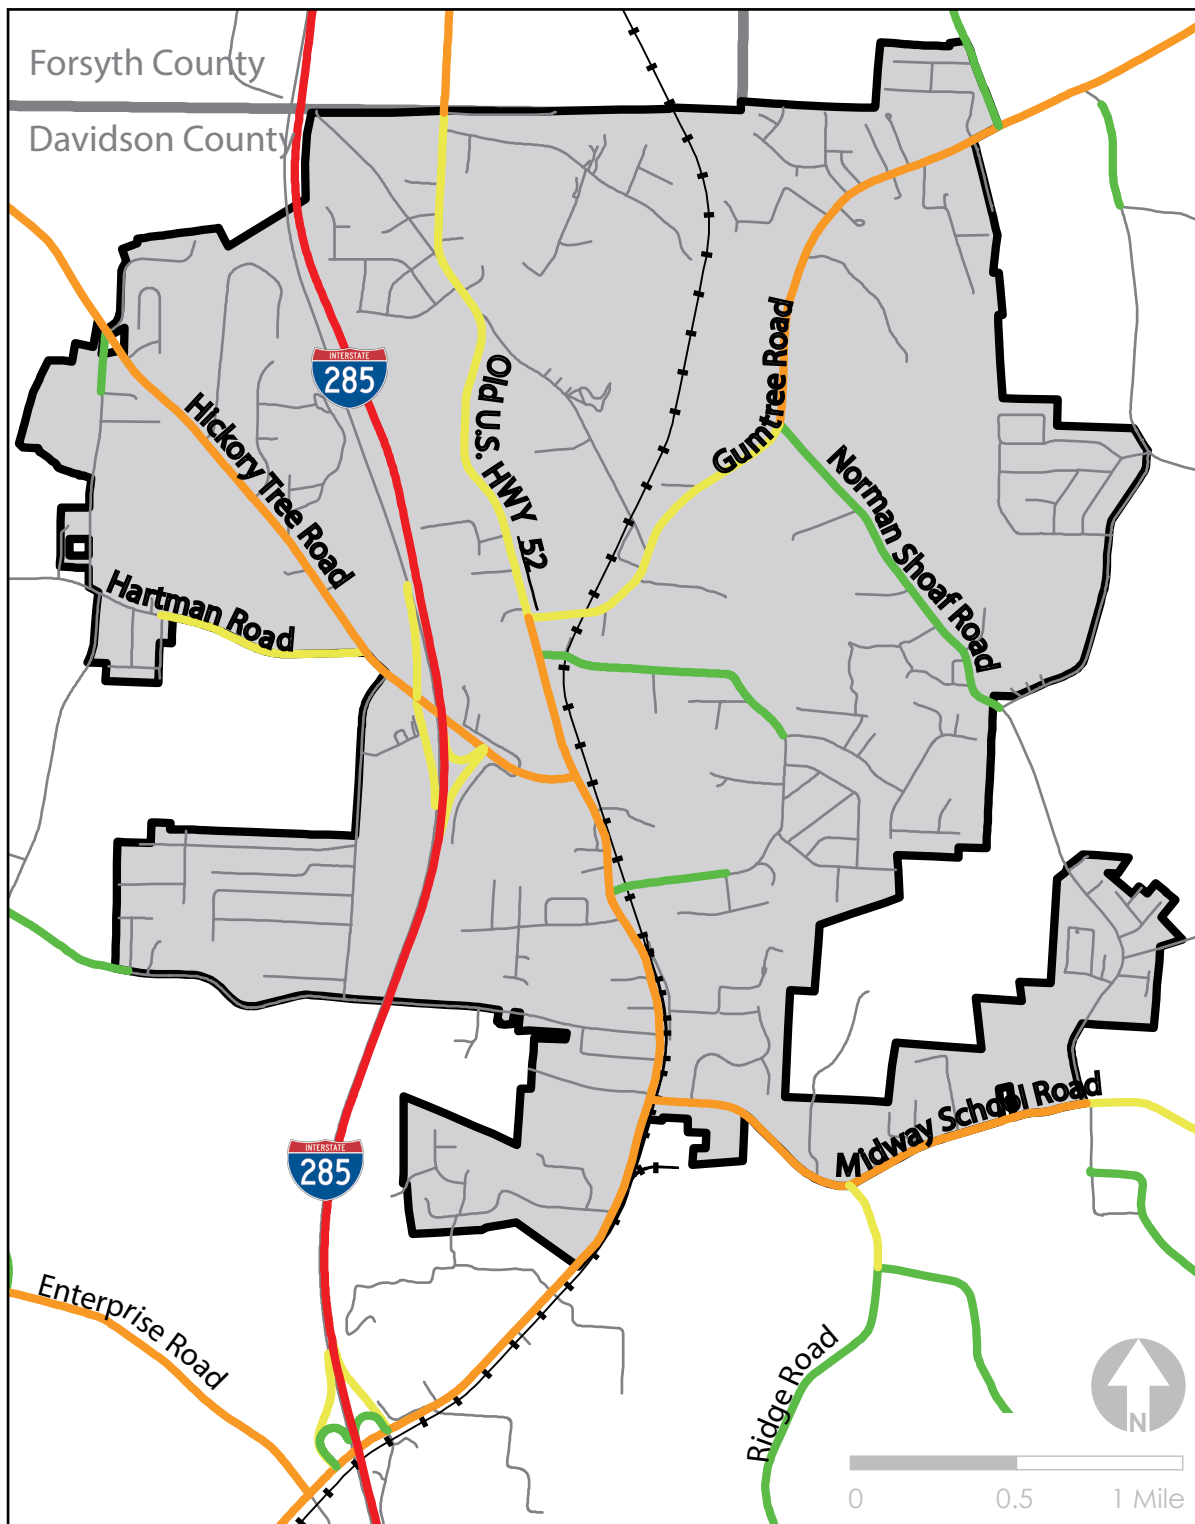 Forsyth County
Davidson County
INTERSTATE
285
Old U.S. HWY 52
Gumtree Road
Hickory Tree Road
Norman Shoaf Road
Hartman Road
Midway School Road
INTERSTATE
285
Enterprise Road
Ridge Road
N
0 0.5 1 Mile